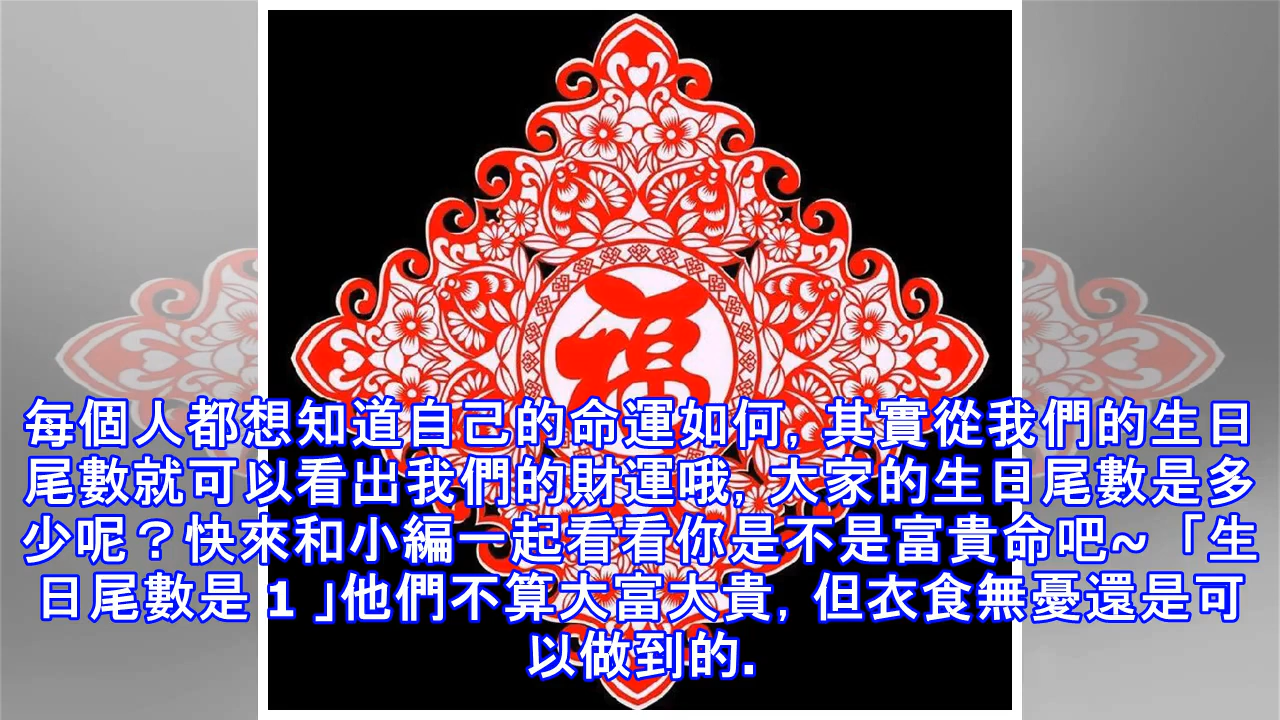 福
每個人都想知道自己的命運如何, 其實從我們的生日
尾數就可以看出我們的財運哦, 大家的生日尾數是多
少呢？快來和小編一起看看你是不是富貴命吧~「生
日尾數是 1 」他們不算大富大貴, 但衣食無憂還是可
以做到的.